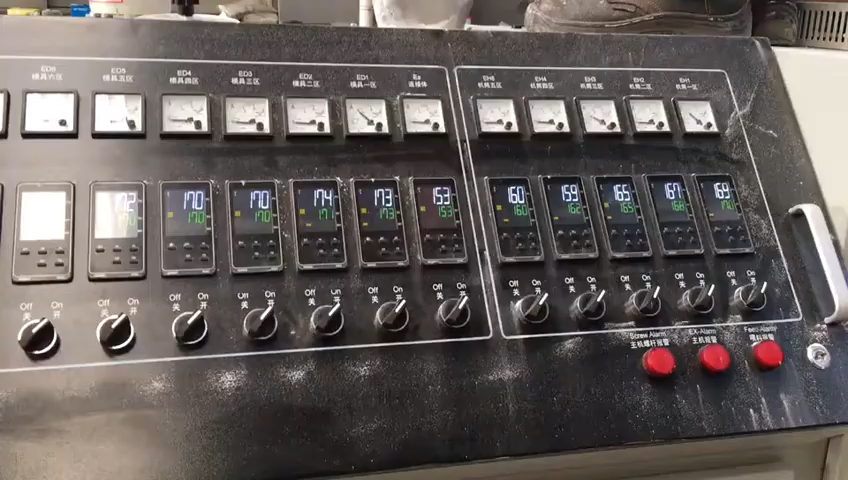 ED6 ED5 ED4 ED3 ED2 ED1 Ea EH5 EH4 EH3 EH2 EH1
模具六区 模具五区 模具四区 模具三区 模具二区 模具一区 连接体 机筒五区 机筒四区 机筒三区 机筒二区 机筒一区
170 170 174 173 153 160 159 165 167 169
170 170 171 173 153 160 165 168
Off On Off On Off On Off On Off On Off On Off On Off On Off On Off On Off On Off On
关 开 关 开 关 开 关 开 关 开 关 开 关 开 关 开 关 开 关 开 关 开 关 开
Screw Alarm EX-Alarm Feed-Alarm
主机螺杆报警 主机报警 喂料报警